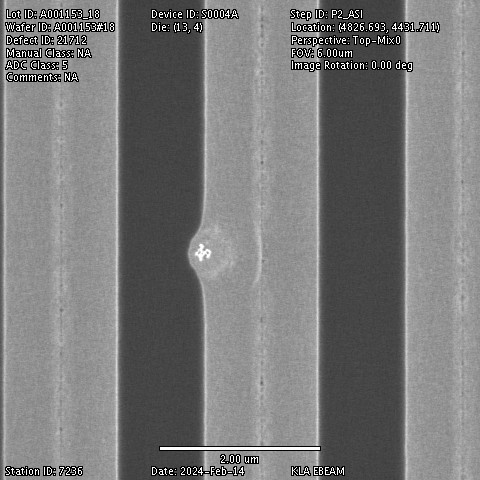 Lot ID: A001153_18 Device ID: S0004A Step ID: P2_ASI
Wafer ID: A001153#18 Die: (13, 4) Location: (4826.693, 4431.711)
Defect ID: 21712 Perspective: Top-Mix0
Manual Class: NA FOV: 6.00um
ADC Class: 5 Image Rotation: 0.00 deg
Comments: NA
2.00 um
Station ID: 7236 Date: 2024-Feb-14 KLA EBEAM